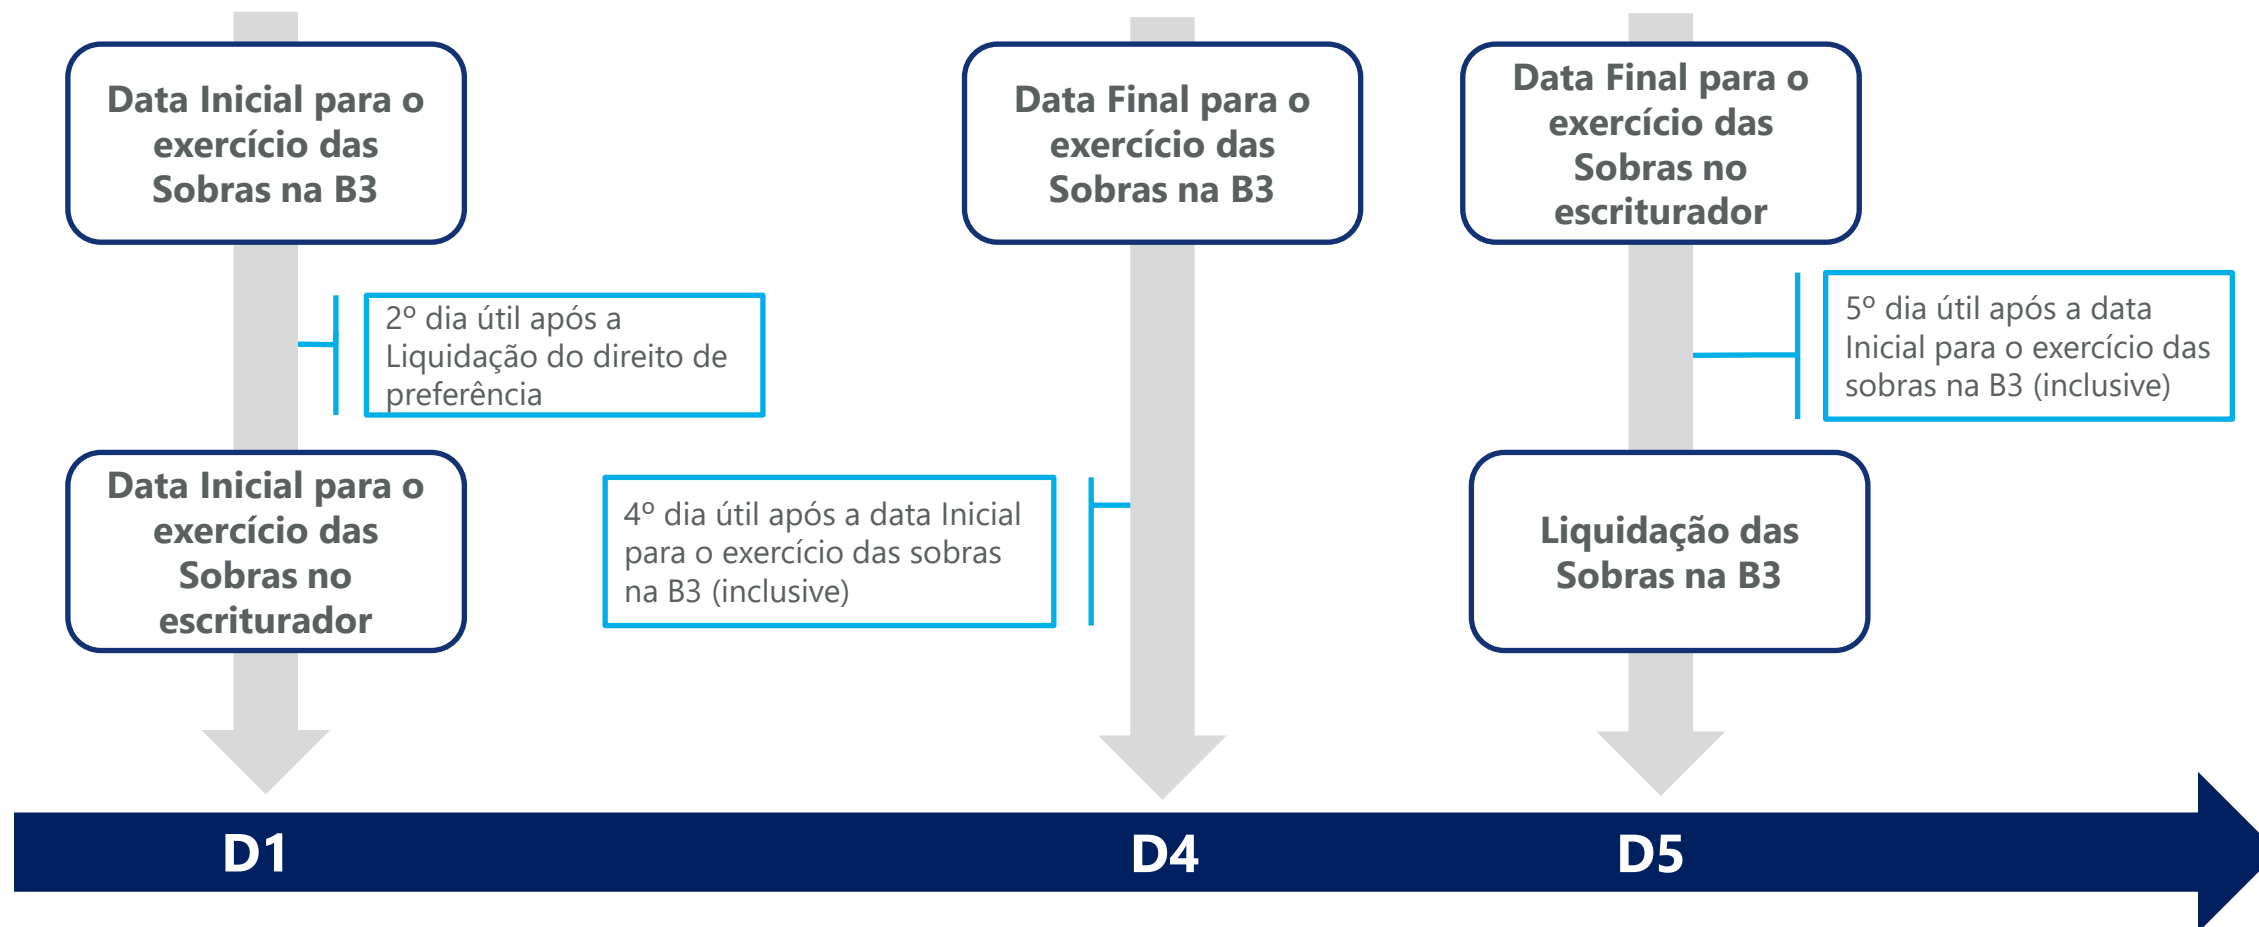 Data Inicial para o
exercício das
Sobras na B3
2º dia útil após a
Liquidação do direito de
preferência
Data Inicial para o
exercício das
Sobras no
escriturador
Data Final para o
exercício das
Sobras na B3
4º dia útil após a data Inicial
para o exercício das sobras
na B3 (inclusive)
Data Final para o
exercício das
Sobras no
escriturador
5º dia útil após a data
Inicial para o exercício das
sobras na B3 (inclusive)
Liquidação das
Sobras na B3
D1
D4
D5